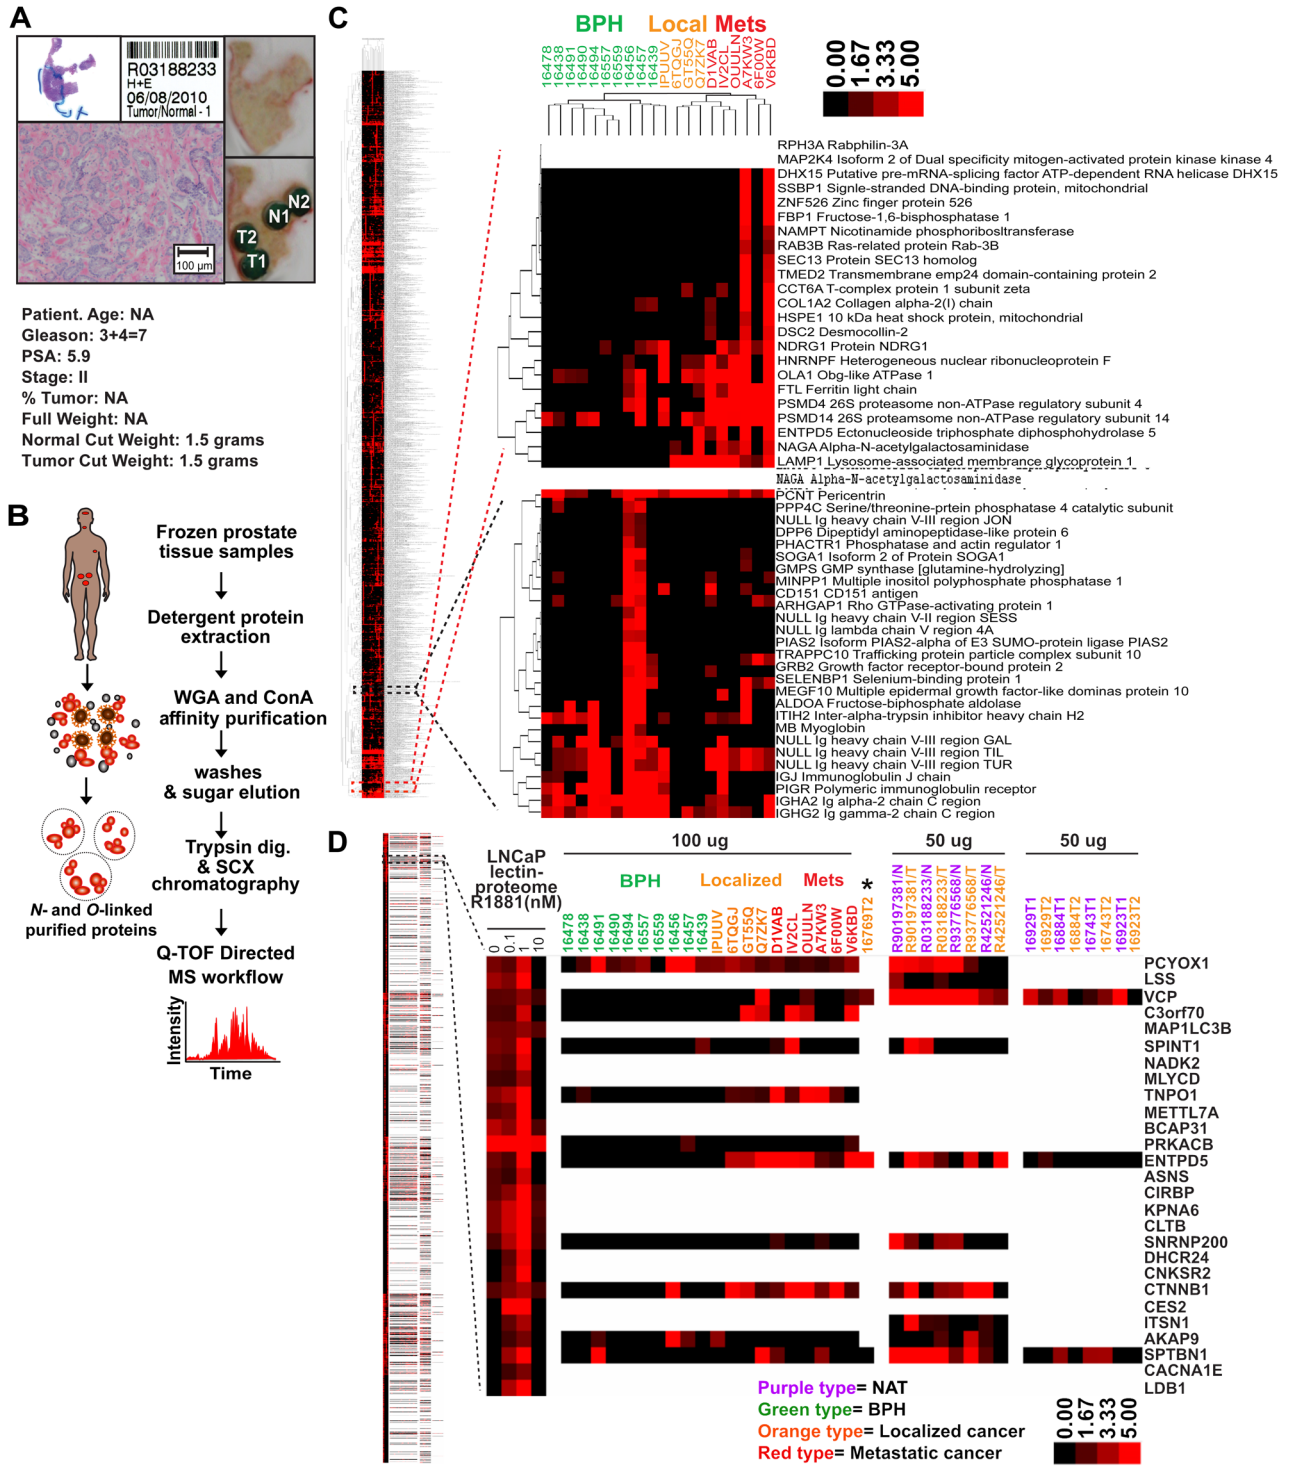 A
R03188233
H+E
06/08/2010
Tumor/Normal - 1
N2
N1
T2
T1
100 µm
Patient. Age: NA
Gleason: 3+4=7
PSA: 5.9
Stage: II
% Tumor: NA
Full Weight: NA
Normal Cut Weight: 1.5 grams
Tumor Cut Weight: 1.5 grams
B
Frozen prostate
tissue samples
Detergent protein
extraction
WGA and ConA
affinity purification
washes
& sugar elution
Trypsin dig.
& SCX
chromatography
N- and O-linked
purified proteins
Q-TOF Directed
MS workflow
Intensity
Time
C
BPH Local Mets
16478
16438
16491
16490
16494
16557
16559
16456
16457
16439
IPUUV
6TQGJ
GT55Q
Q7ZK7
D1VAB
IV2CL
OUULN
A7KW3
6F00W
V6KBD
0.00
1.67
3.33
5.00
RPH3A Rabphilin-3A
MAP2K4 Isoform 2 of Dual specificity mitogen-activated protein kinase kinase 4
DHX15 Putative pre-mRNA-splicing factor ATP-dependent RNA helicase DHX15
SSBP1 Signle-stranded DNA-binding protein, mitochondrial
ZNF526 Zinc finger protein 526
FBP1 Fructose-1,6-bisphosphatase 1
NAMPT Nicotinamide phosphoribosltransferase
RAB3B Ras-related protein Rab-3B
SEC13 Protein SEC13 homolog
TMED2 Transmembrane emp24 domain-containing protein 2
CCT6A T-complex protein 1 subunit zeta
COL1A2 Collagen alpha-2(I) chain
HSPE1 10 kDa heat shock protein, mitochondrial
DSC2 Desmocollin-2
NDRG1 Protein NDRG1
HNRNPF Heterogeneous nuclear ribonucleoprotein F
OLA1 Obg-like ATPase 1
FTL Ferritin light chain
PSMD4 26S proteasome non-ATPase regulatory subunit 4
PSMD14 26S proteamsome non-ATPase regulatory subunit 14
ENTPD5 Ectonucleoside triphosphate diphosphohydrolase 5
NAGA Alpha-N-acetylgalactosaminidase
LAMP1 Lysosome-associated membrance glycoprotein 1
NAGA Alpha-N-acetylgalactosaminidase
PCNT Pericentrin
PPP4C Serine/threonine-prtein phosphatase 4 catalytic subunit
NULL Ig heavy chain V-III region JON
DPP6 Dipeptidyl aminopeptidase-like protein 6
PHACTR1 Phosphatase and actin regulator 1
SOGA1 Isoform 2 of Protein SOGA1
GMPS GMP synthase [glutamine-hydrolyzing]
MINPP1 Multiple inositol polyphosphate phosphatase 1
CD151 CD151 antigen
ARHGAP1 Rho GTPase-activating protein 1
NULL Ig heavy chain V-II region SESS
NULL Ig lambda chain V region 4A
PIAS2 Isoform PIAS2-alpha of E3 SUMO-protein ligase PIAS2
TRAPPC10 Trafficking protein particle complex subunit 10
GRB2 Growth factor receptor-bound protein 2
SELENBP1 Selenium-binding protein 1
MEGF10 Multiple epidermal growth factor-like dominas protein 10
ALDOA Fructose-biphosphate aldolase
ITIH2 Inter-alpha-trypsin inhibitor heavy chain H2
MB Myoglobin
NULL Ig heavy chain V-III region GAL
NULL Ig heavy chain V-III region TIL
NULL Ig heavy chain V-III region TUR
IGJ Immunoglobulin J chain
PIGR Polymeric immunoglobulin receptor
IGHA2 Ig alpha-2 chain C region
IGHG2 Ig gamma-2 chain C region
D
LNCaP
lectin-
proteome
R1881(nM)
0
0.1
1
10
100 ug
50 ug
50 ug
BPH
Localized
Mets
*
16478
16438
16491
16490
16494
16557
16559
16456
16457
16439
IPUUV
6TQGJ
GT55Q
Q7ZK7
D1VAB
IV2CL
OUULN
A7KW3
6F00W
V6KBD
16769T2
R90197381/N
R90197381/T
R03188233/N
R03188233/T
R93776568/N
R93776568/T
R42521246/N
R42521246/T
16929T1
16929T2
16884T1
16884T2
16743T1
16743T2
16923T1
16923T2
PCYOX1
LSS
VCP
C3orf70
MAP1LC3B
SPINT1
NADK2
MLYCD
TNPO1
METTL7A
BCAP31
PRKACB
ENTPD5
ASNS
CIRBP
KPNA6
CLTB
SNRNP200
DHCR24
CNKSR2
CTNNB1
CES2
ITSN1
AKAP9
SPTBN1
CACNA1E
LDB1
Purple type= NAT
Green type= BPH
Orange type= Localized cancer
Red type= Metastatic cancer
0.00
1.67
3.33
5.00